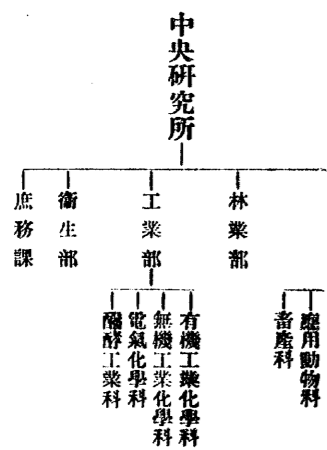 中央研究所
林業部
工業部
衞生部
庶務課
應用動物科
畜產科
有機工業化學科
無機工業化學科
電氣化學科
醱酵工業科